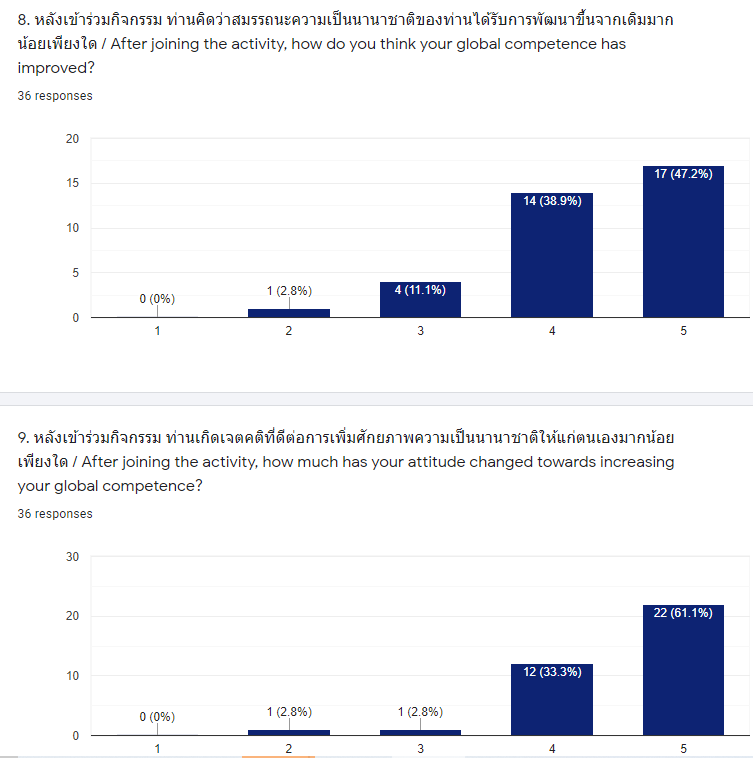 8. หลังเข้าร่วมกิจกรรม ท่านคิดว่าสมรรถนะความเป็นนานาชาติของท่านได้รับการพัฒนาขึ้นจากเดิมมาก
น้อยเพียงใด / After joining the activity, how do you think your global competence has
improved?
36 responses
20
15
10
5
0
0 (0%)
1 (2.8%)
4 (11.1%)
14 (38.9%)
17 (47.2%)
1 2 3 4 5
9. หลังเข้าร่วมกิจกรรม ท่านเกิดเจตคติที่ดีต่อการเพิ่มศักยภาพความเป็นนานาชาติให้แก่ตนเองมากน้อย
เพียงใด / After joining the activity, how much has your attitude changed towards increasing
your global competence?
36 responses
30
20
10
0
0 (0%)
1 (2.8%)
1 (2.8%)
12 (33.3%)
22 (61.1%)
1 2 3 4 5